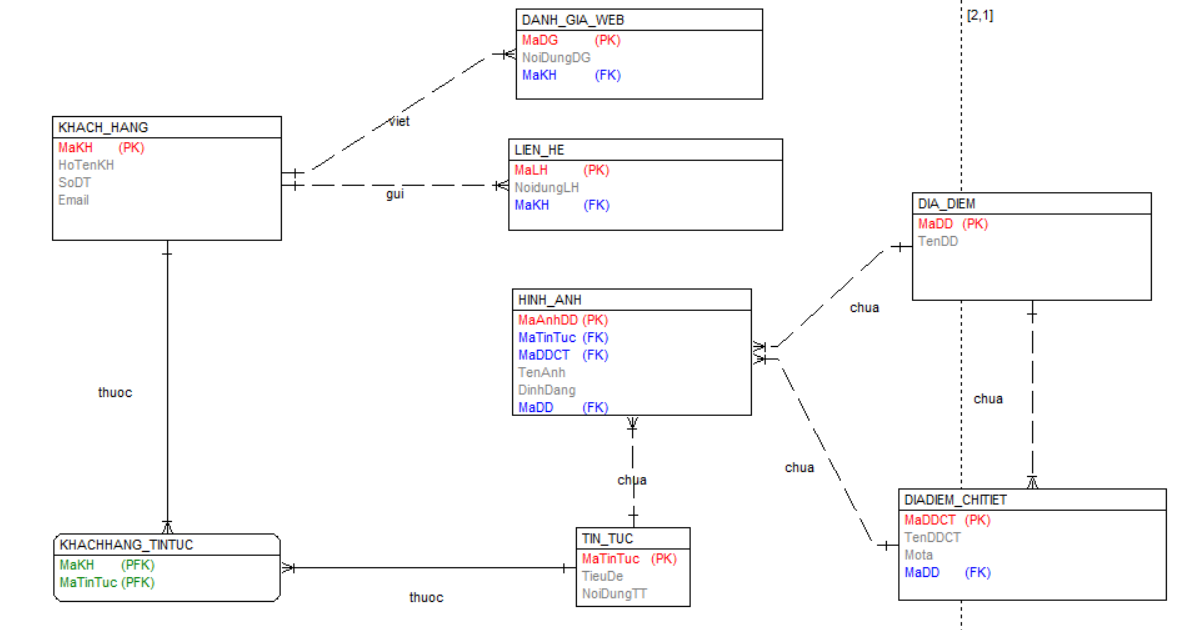 [2,1]
DANH_GIA_WEB
MaDG (PK)
NoiDungDG
MaKH (FK)
viet
KHACH_HANG
MaKH (PK)
HoTenKH
SoDT
Email
LIEN_HE
MaLH (PK)
NoidungLH
MaKH (FK)
gui
DIA_DIEM
MaDD (PK)
TenDD
HINH_ANH
MaAnhDD (PK)
MaTinTuc (FK)
MaDDCT (FK)
TenAnh
DinhDang
MaDD (FK)
chua
thuoc
chua
chua
chua
DIADIEM_CHITIET
MaDDCT (PK)
TenDDCT
Mota
MaDD (FK)
KHACHHANG_TINTUC
MaKH (PFK)
MaTinTuc (PFK)
TIN_TUC
MaTinTuc (PK)
TieuDe
NoiDungTT
thuoc